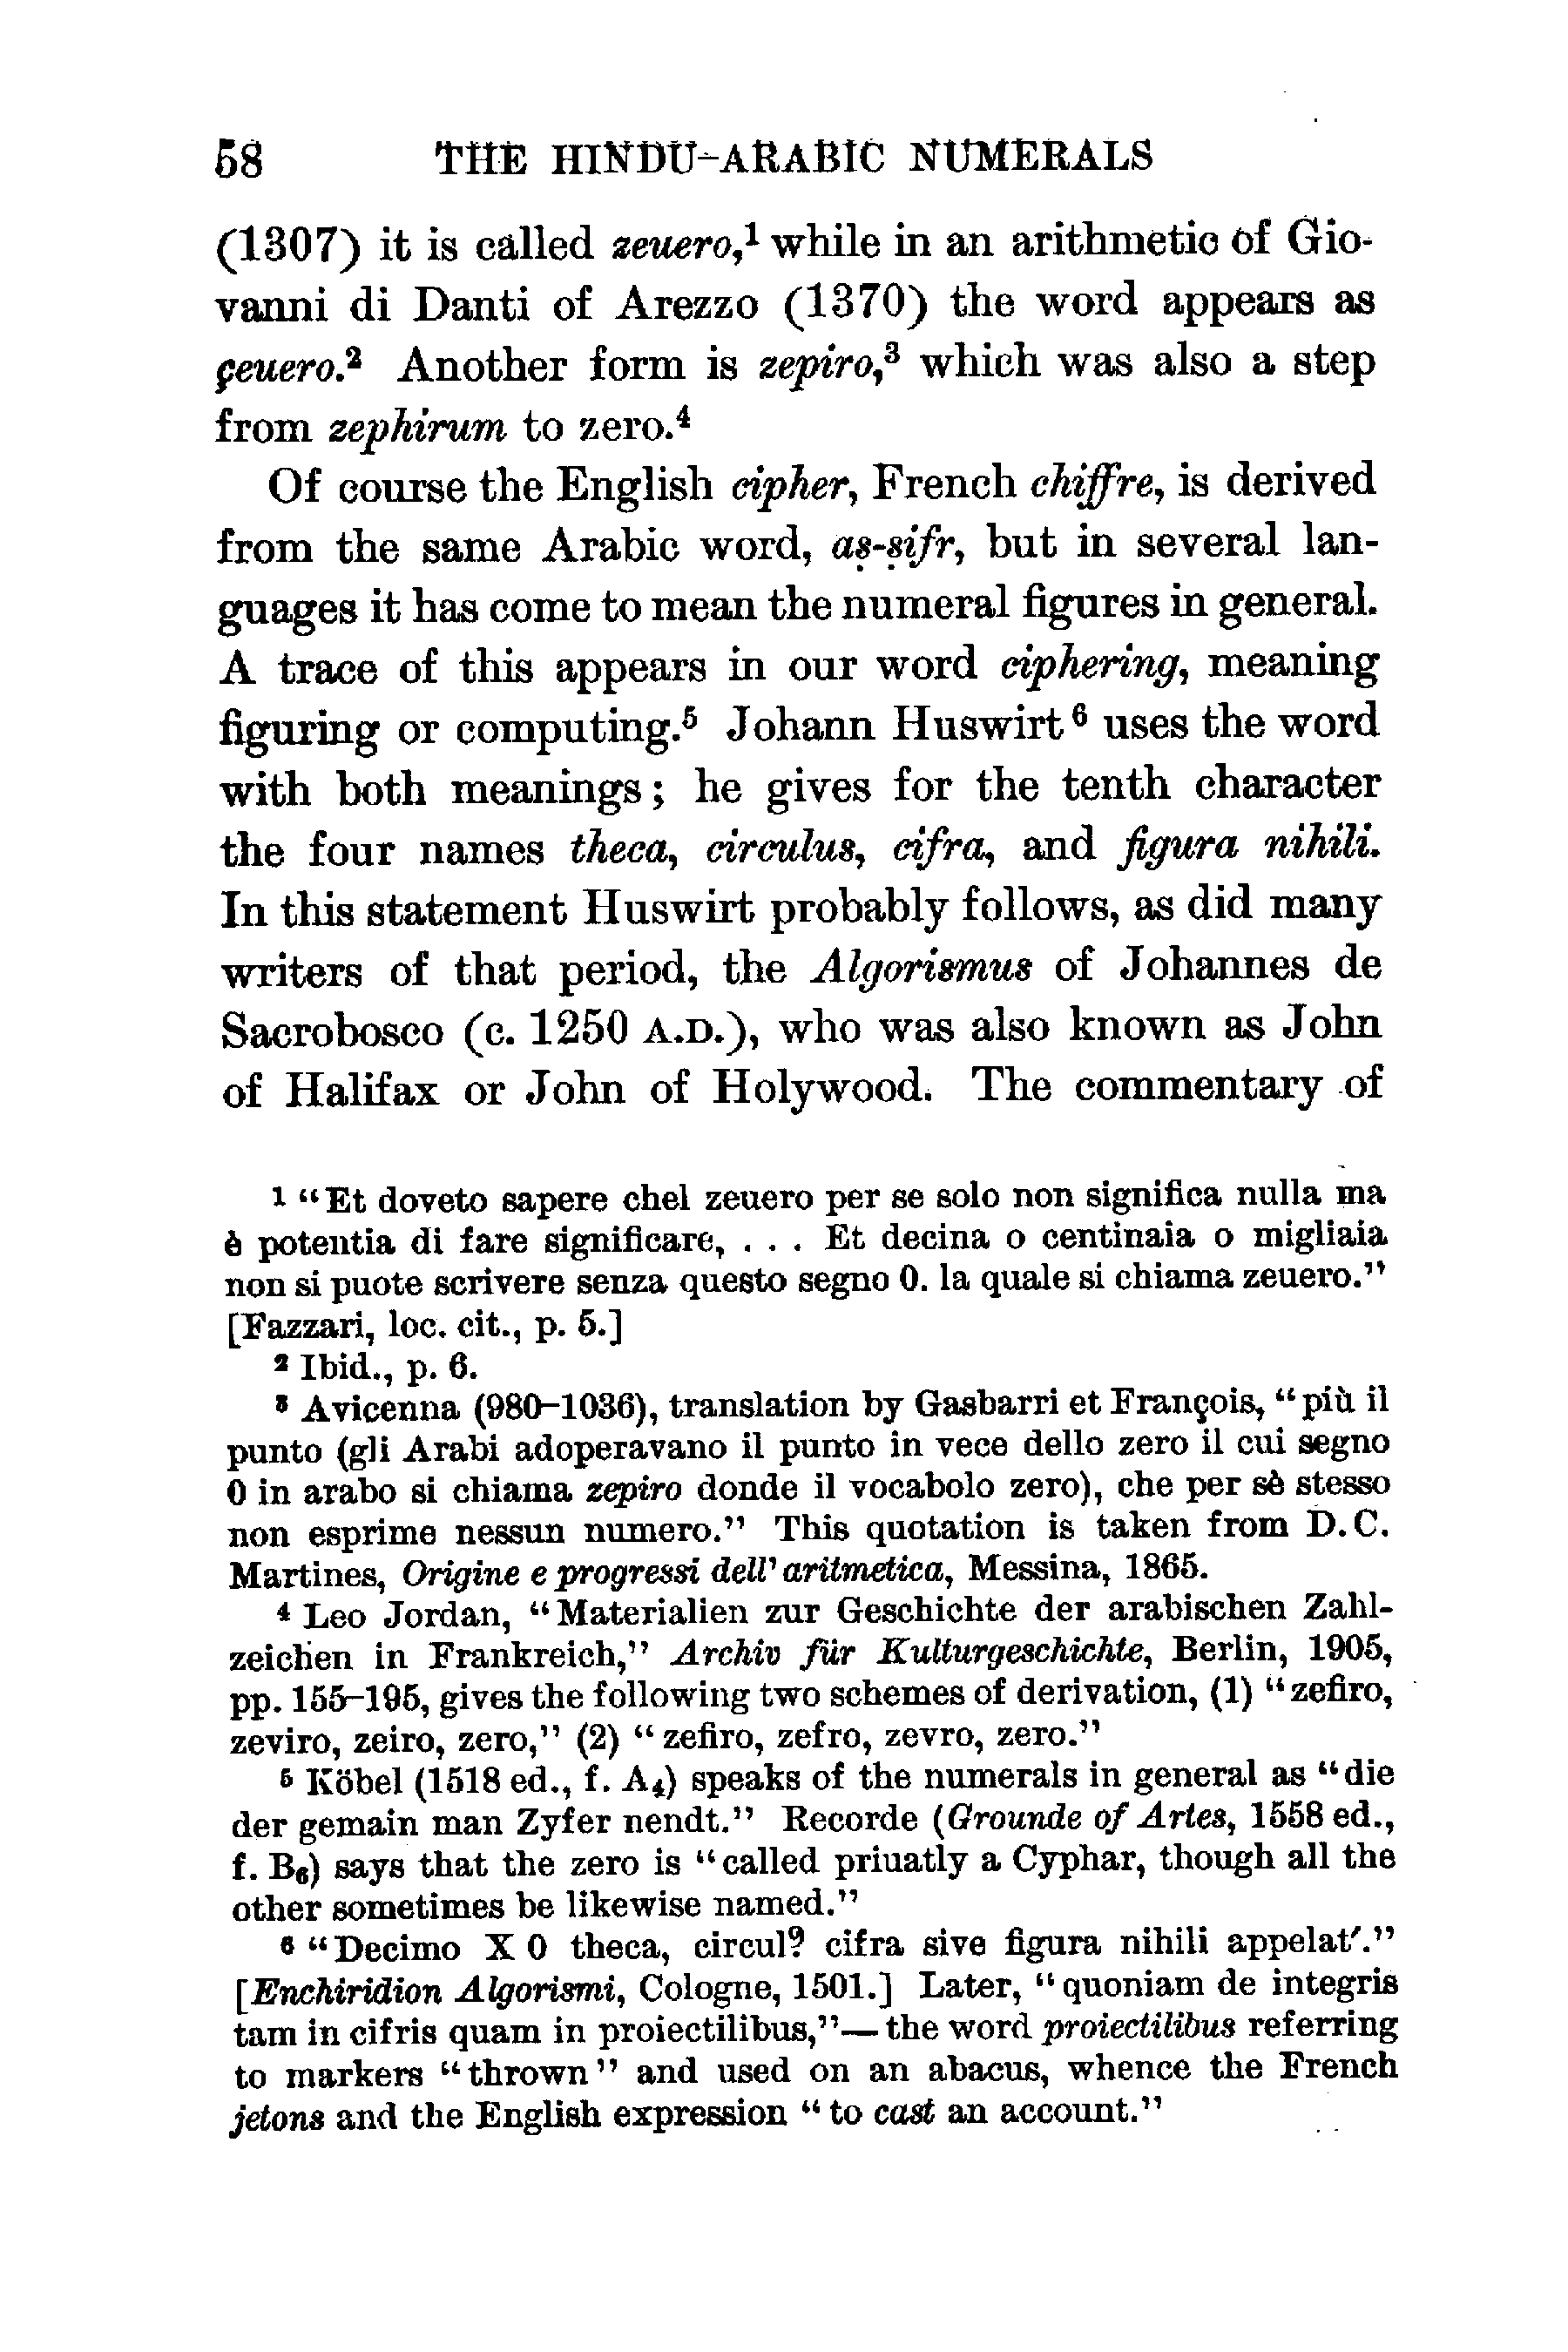 58 THE HINDU-ARABIC NUMERALS
(1307) it is called zeuero,¹ while in an arithmetic of Gio-
vanni di Danti of Arezzo (1370) the word appears as
çeuero.² Another form is zepiro,³ which was also a step
from zephirum to zero.⁴
Of course the English cipher, French chiffre, is derived
from the same Arabic word, aṣ-ṣifr, but in several lan-
guages it has come to mean the numeral figures in general.
A trace of this appears in our word ciphering, meaning
figuring or computing.⁵ Johann Huswirt⁶ uses the word
with both meanings; he gives for the tenth character
the four names theca, circulus, cifra, and figura nihili.
In this statement Huswirt probably follows, as did many
writers of that period, the Algorismus of Johannes de
Sacrobosco (c. 1250 A.D.), who was also known as John
of Halifax or John of Holywood. The commentary of
¹ "Et doveto sapere chel zeuero per se solo non significa nulla ma
è potentia di fare significare, . . . Et decina o centinaia o migliaia
non si puote scrivere senza questo segno 0. la quale si chiama zeuero."
[Fazzari, loc. cit., p. 5.]
² Ibid., p. 6.
³ Avicenna (980–1036), translation by Gasbarri et François, "più il
punto (gli Arabi adoperavano il punto in vece dello zero il cui segno
0 in arabo si chiama zepiro donde il vocabolo zero), che per sè stesso
non esprime nessun numero." This quotation is taken from D.C.
Martines, Origine e progressi dell' aritmetica, Messina, 1865.
⁴ Leo Jordan, "Materialien zur Geschichte der arabischen Zahl-
zeichen in Frankreich," Archiv für Kulturgeschichte, Berlin, 1905,
pp. 155–195, gives the following two schemes of derivation, (1) "zefiro,
zeviro, zeiro, zero," (2) "zefiro, zefro, zevro, zero."
⁵ Köbel (1518 ed., f. A₄) speaks of the numerals in general as "die
der gemain man Zyfer nendt." Recorde (Grounde of Artes, 1558 ed.,
f. B₆) says that the zero is "called priuatly a Cyphar, though all the
other sometimes be likewise named."
⁶ "Decimo X 0 theca, circul? cifra sive figura nihili appelat'."
[Enchiridion Algorismi, Cologne, 1501.] Later, "quoniam de integris
tam in cifris quam in proiectilibus,"—the word proiectilibus referring
to markers "thrown" and used on an abacus, whence the French
jetons and the English expression "to cast an account."